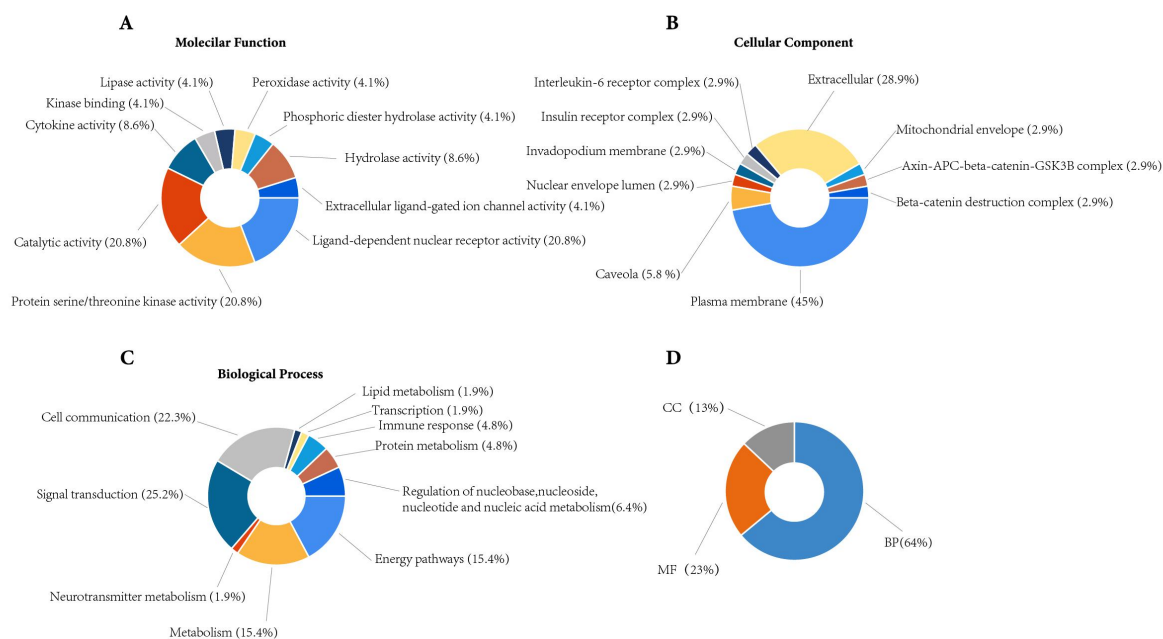 A
Molecilar Function
Lipase activity (4.1%)
Peroxidase activity (4.1%)
Kinase binding (4.1%)
Phosphoric diester hydrolase activity (4.1%)
Cytokine activity (8.6%)
Hydrolase activity (8.6%)
Extracellular ligand-gated ion channel activity (4.1%)
Catalytic activity (20.8%)
Ligand-dependent nuclear receptor activity (20.8%)
Protein serine/threonine kinase activity (20.8%)
B
Cellular Component
Interleukin-6 receptor complex (2.9%)
Extracellular (28.9%)
Insulin receptor complex (2.9%)
Mitochondrial envelope (2.9%)
Invadopodium membrane (2.9%)
Axin-APC-beta-catenin-GSK3B complex (2.9%)
Nuclear envelope lumen (2.9%)
Beta-catenin destruction complex (2.9%)
Caveola (5.8 %)
Plasma membrane (45%)
C
Biological Process
Lipid metabolism (1.9%)
Transcription (1.9%)
Cell communication (22.3%)
Immune response (4.8%)
Protein metabolism (4.8%)
Signal transduction (25.2%)
Regulation of nucleobase,nucleoside,
nucleotide and nucleic acid metabolism(6.4%)
Energy pathways (15.4%)
Neurotransmitter metabolism (1.9%)
Metabolism (15.4%)
D
CC (13%)
BP(64%)
MF (23%)